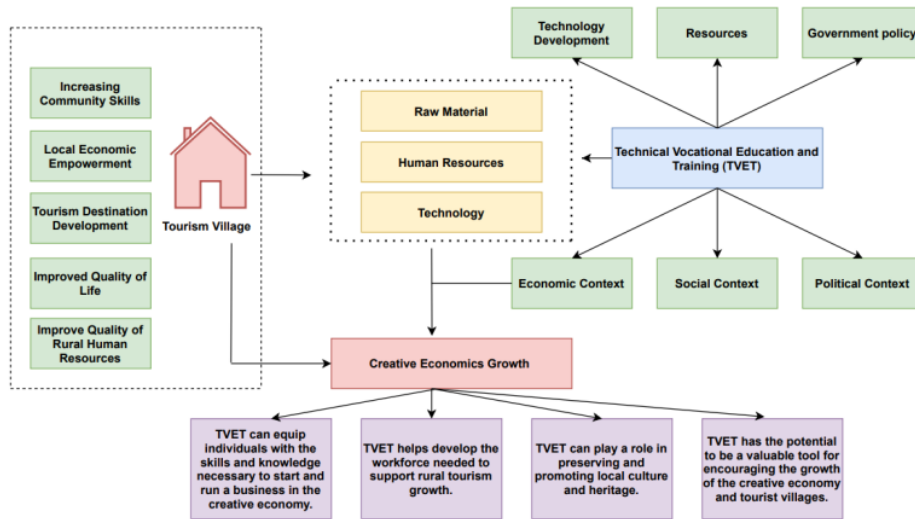 Technology
Development
Resources
Government policy
Increasing
Community Skills
Local Economic
Empowerment
Tourism Destination
Development
Improved Quality of
Life
Improve Quality of
Rural Human
Resources
Tourism Village
Raw Material
Human Resources
Technology
Technical Vocational Education and
Training (TVET)
Economic Context
Social Context
Political Context
Creative Economics Growth
TVET can equip
individuals with the
skills and knowledge
necessary to start and
run a business in the
creative economy.
TVET helps develop the
workforce needed to
support rural tourism
growth.
TVET can play a role in
preserving and
promoting local culture
and heritage.
TVET has the potential
to be a valuable tool for
encouraging the growth
of the creative economy
and tourist villages.